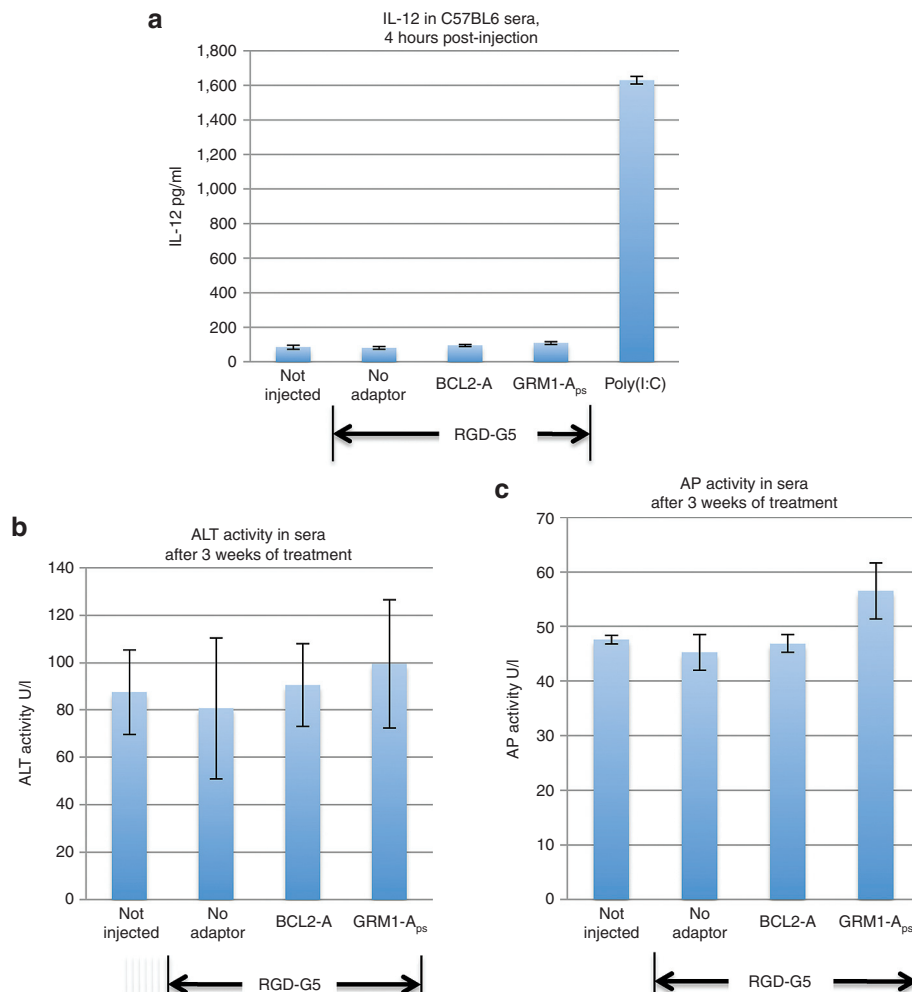 a
IL-12 in C57BL6 sera,
4 hours post-injection
1,800
1,600
1,400
1,200
1,000
800
600
400
200
0
IL-12 pg/ml
Not injected
No adaptor
BCL2-A
GRM1-Aps
Poly(I:C)
RGD-G5
b
ALT activity in sera
after 3 weeks of treatment
140
120
100
80
60
40
20
0
ALT activity U/l
Not injected
No adaptor
BCL2-A
GRM1-Aps
RGD-G5
c
AP activity in sera
after 3 weeks of treatment
70
60
50
40
30
20
10
0
AP activity U/l
Not injected
No adaptor
BCL2-A
GRM1-Aps
RGD-G5